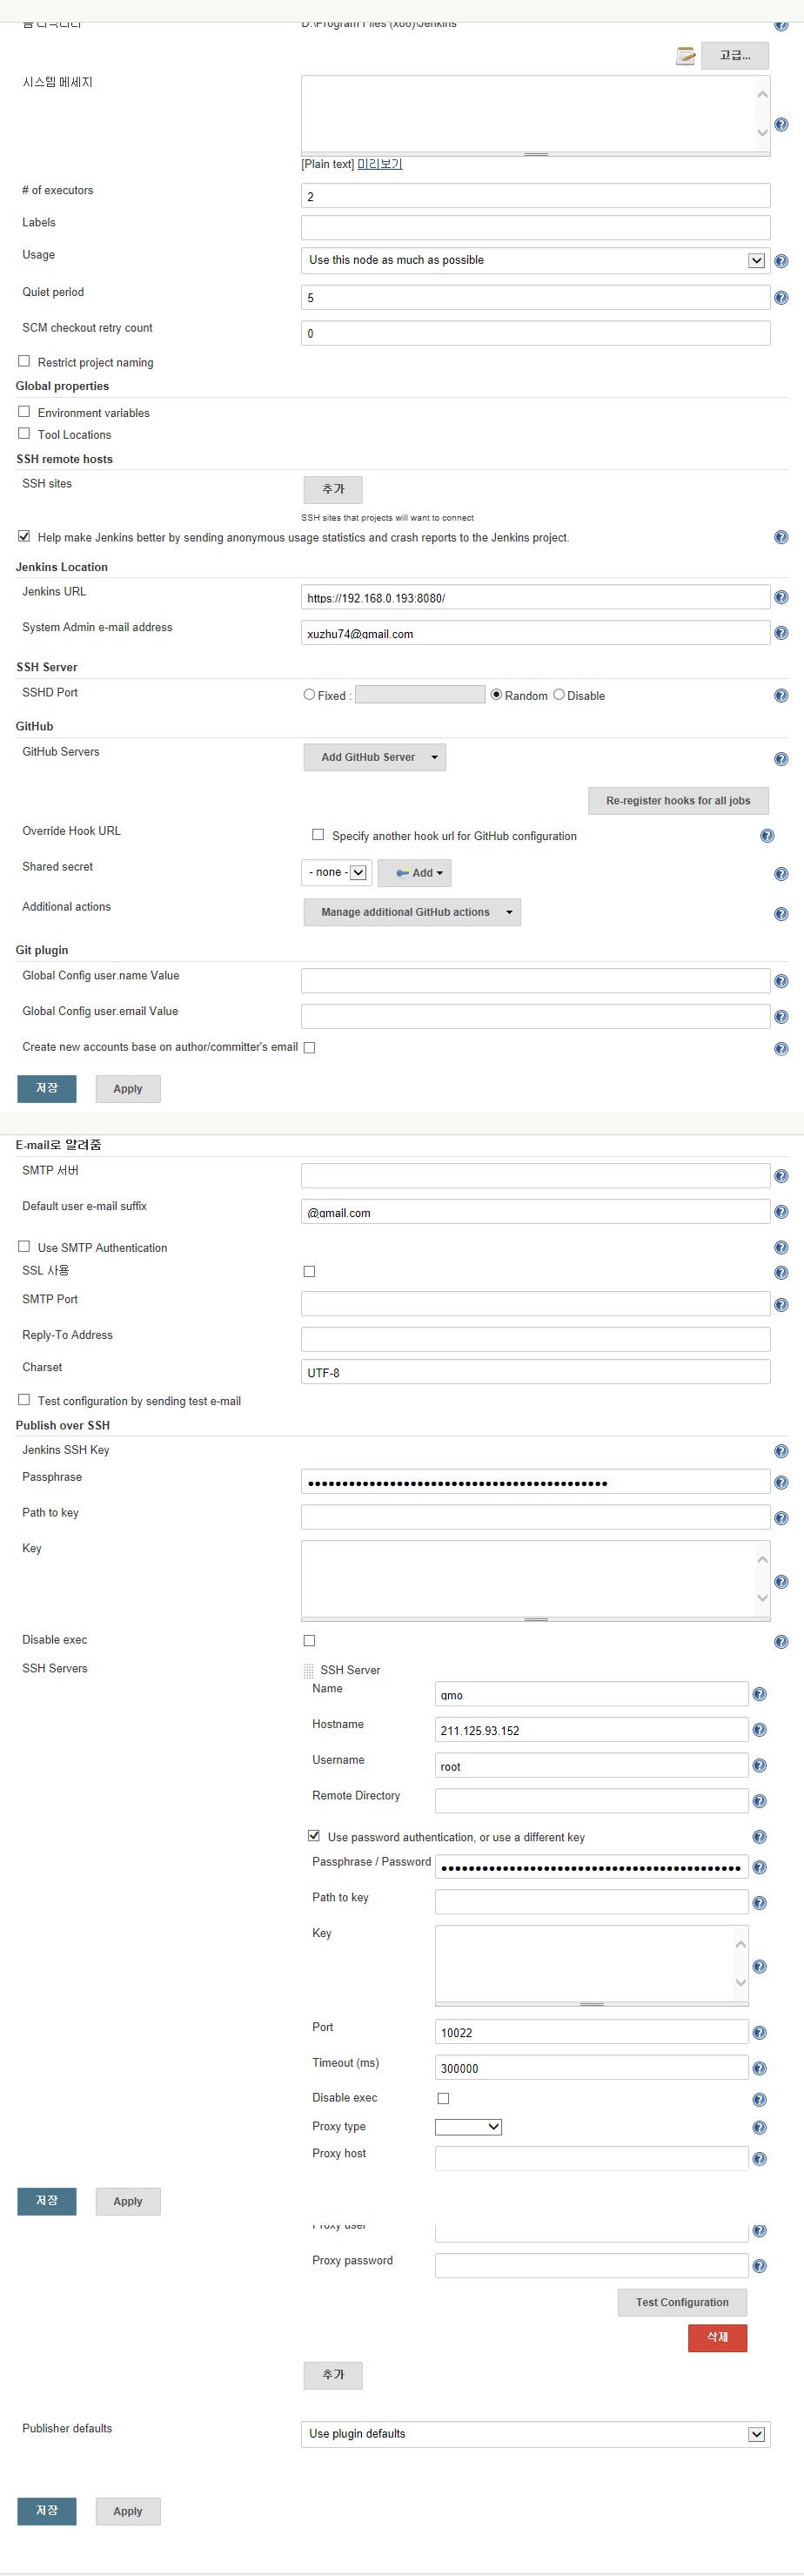 홈 디렉터리 D:\Program Files (x86)\Jenkins
고급...
시스템 메세지
[Plain text] 미리보기
# of executors 2
Labels
Usage Use this node as much as possible
Quiet period 5
SCM checkout retry count 0
Restrict project naming
Global properties
Environment variables
Tool Locations
SSH remote hosts
SSH sites 추가
SSH sites that projects will want to connect
Help make Jenkins better by sending anonymous usage statistics and crash reports to the Jenkins project.
Jenkins Location
Jenkins URL https://192.168.0.193:8080/
System Admin e-mail address xuzhu74@gmail.com
SSH Server
SSHD Port Fixed : Random Disable
GitHub
GitHub Servers Add GitHub Server
Re-register hooks for all jobs
Override Hook URL Specify another hook url for GitHub configuration
Shared secret - none - Add
Additional actions Manage additional GitHub actions
Git plugin
Global Config user.name Value
Global Config user.email Value
Create new accounts base on author/committer's email
저장 Apply
E-mail로 알려줌
SMTP 서버
Default user e-mail suffix @gmail.com
Use SMTP Authentication
SSL 사용
SMTP Port
Reply-To Address
Charset UTF-8
Test configuration by sending test e-mail
Publish over SSH
Jenkins SSH Key
Passphrase
Path to key
Key
Disable exec
SSH Servers SSH Server
Name gmo
Hostname 211.125.93.152
Username root
Remote Directory
Use password authentication, or use a different key
Passphrase / Password
Path to key
Key
Port 10022
Timeout (ms) 300000
Disable exec
Proxy type
Proxy host
저장 Apply
Proxy user
Proxy password
Test Configuration
삭제
추가
Publisher defaults Use plugin defaults
저장 Apply